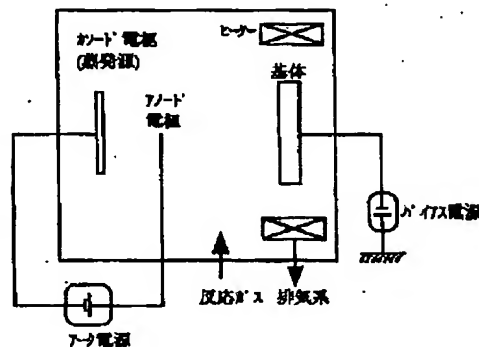 ヒーター
カソード電極
(蒸発源)
基体
アノード
電極
バイアス電源
反応ガス
排気系
アーク電源